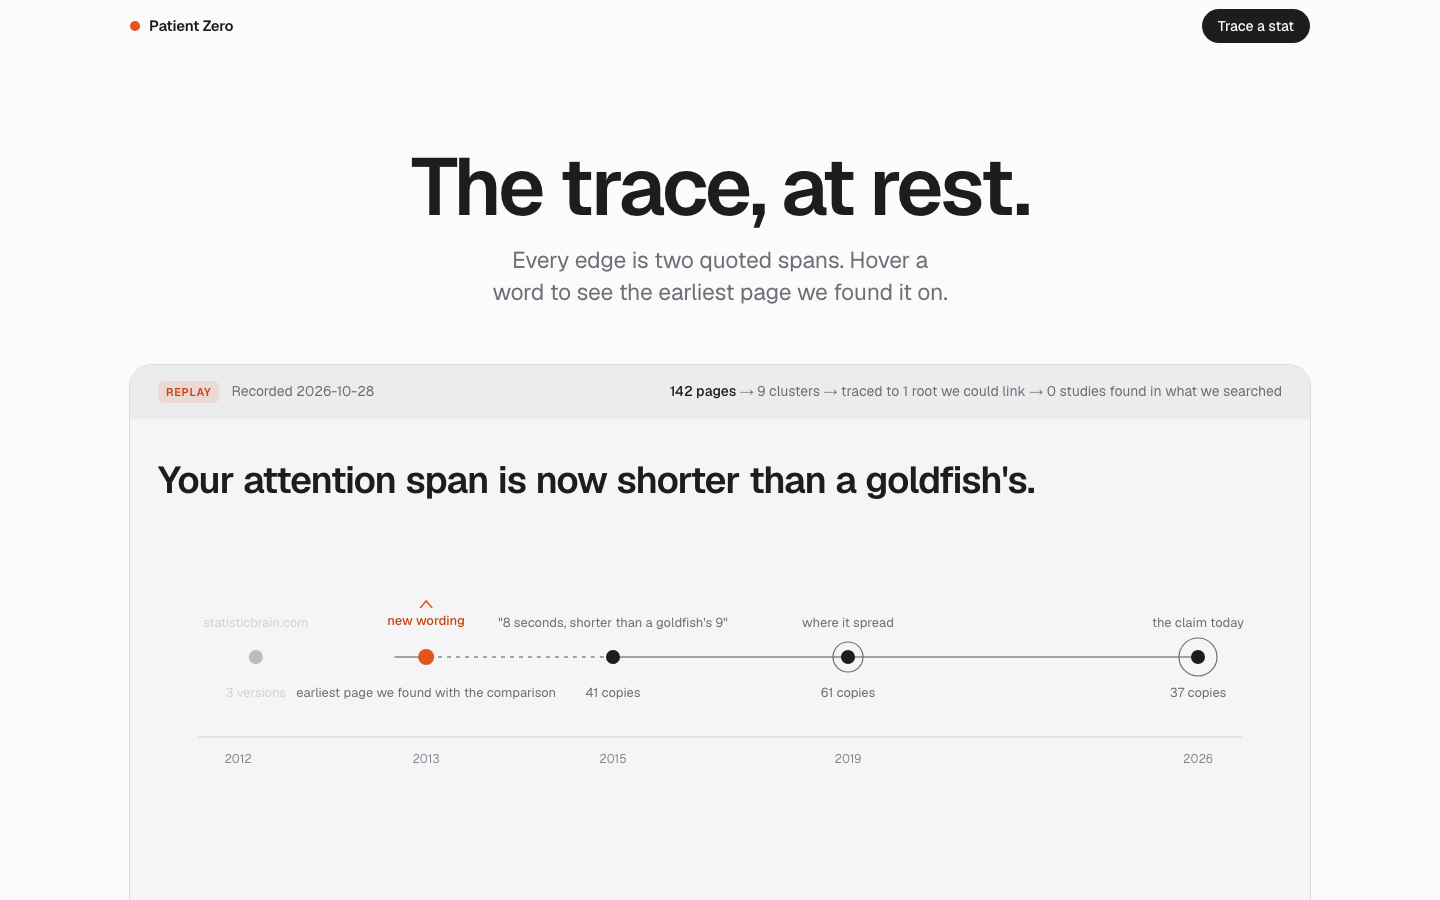 Patient Zero
Trace a stat
The trace, at rest.
Every edge is two quoted spans. Hover a
word to see the earliest page we found it on.
REPLAY
Recorded 2026-10-28
142 pages → 9 clusters → traced to 1 root we could link → 0 studies found in what we searched
Your attention span is now shorter than a goldfish's.
statisticbrain.com
new wording
"8 seconds, shorter than a goldfish's 9"
where it spread
the claim today
3 versions
earliest page we found with the comparison
41 copies
61 copies
37 copies
2012
2013
2015
2019
2026